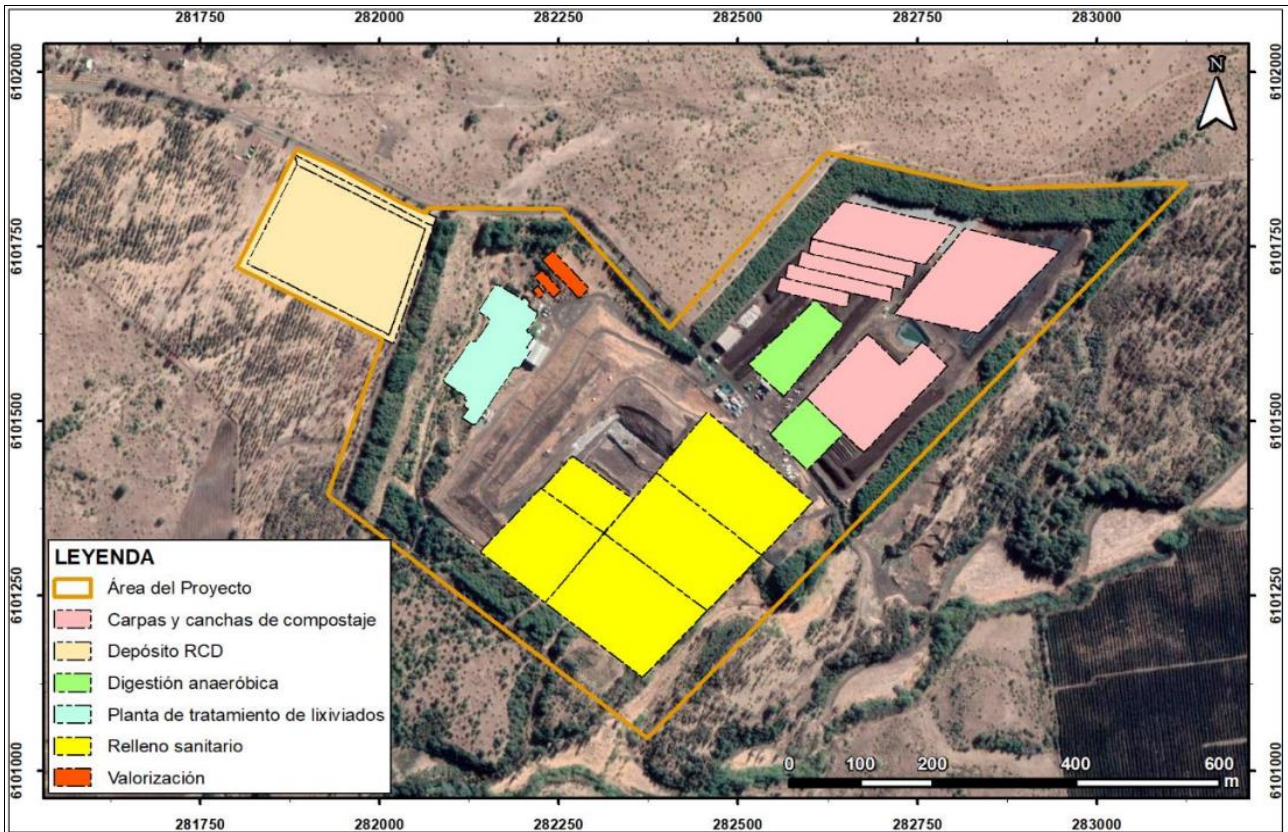 281750 282000 282250 282500 282750 283000
N
6102000 6102000
6101750 6101750
6101500 6101500
6101250 6101250
6101000 6101000
LEYENDA
Área del Proyecto
Carpas y canchas de compostaje
Depósito RCD
Digestión anaeróbica
Planta de tratamiento de lixiviados
Relleno sanitario
Valorización
0 100 200 400 600
m
281750 282000 282250 282500 282750 283000